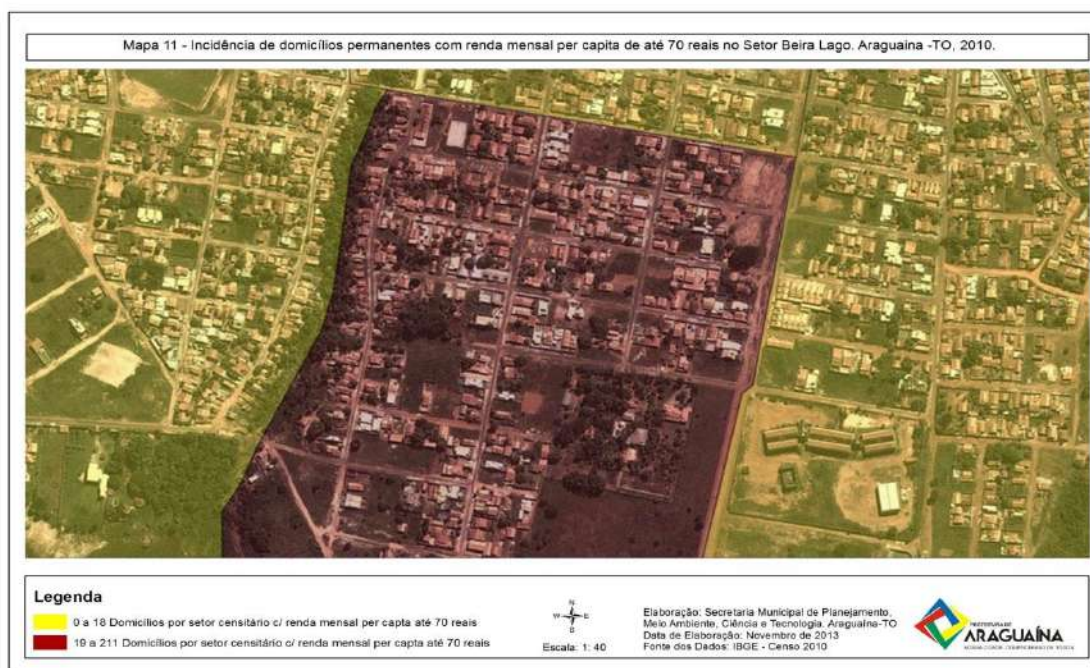 Mapa 11 - Incidência de domicílios permanentes com renda mensal per capita de até 70 reais no Setor Beira Lago. Araguaina -TO, 2010.
Legenda
0 a 18 Domicílios por setor censitário c/ renda mensal per capta até 70 reais
19 a 211 Domicílios por setor censitário c/ renda mensal per capta até 70 reais
N
W E
S
Escala: 1: 40
Elaboração: Secretaria Municipal de Planejamento,
Meio Ambiente, Ciência e Tecnologia. Araguaína-TO
Data de Elaboração: Novembro de 2013
Fonte dos Dados: IBGE - Censo 2010
PREFEITURA DE
ARAGUAÍNA